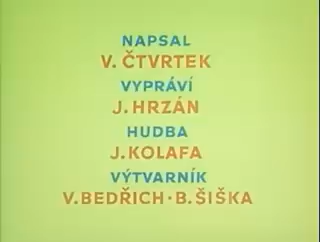 NAPSAL
V. ČTVRTEK
VYPRÁVÍ
J. HRZÁN
HUDBA
J. KOLAFA
VÝTVARNÍK
V. BEDŘICH · B. ŠIŠKA